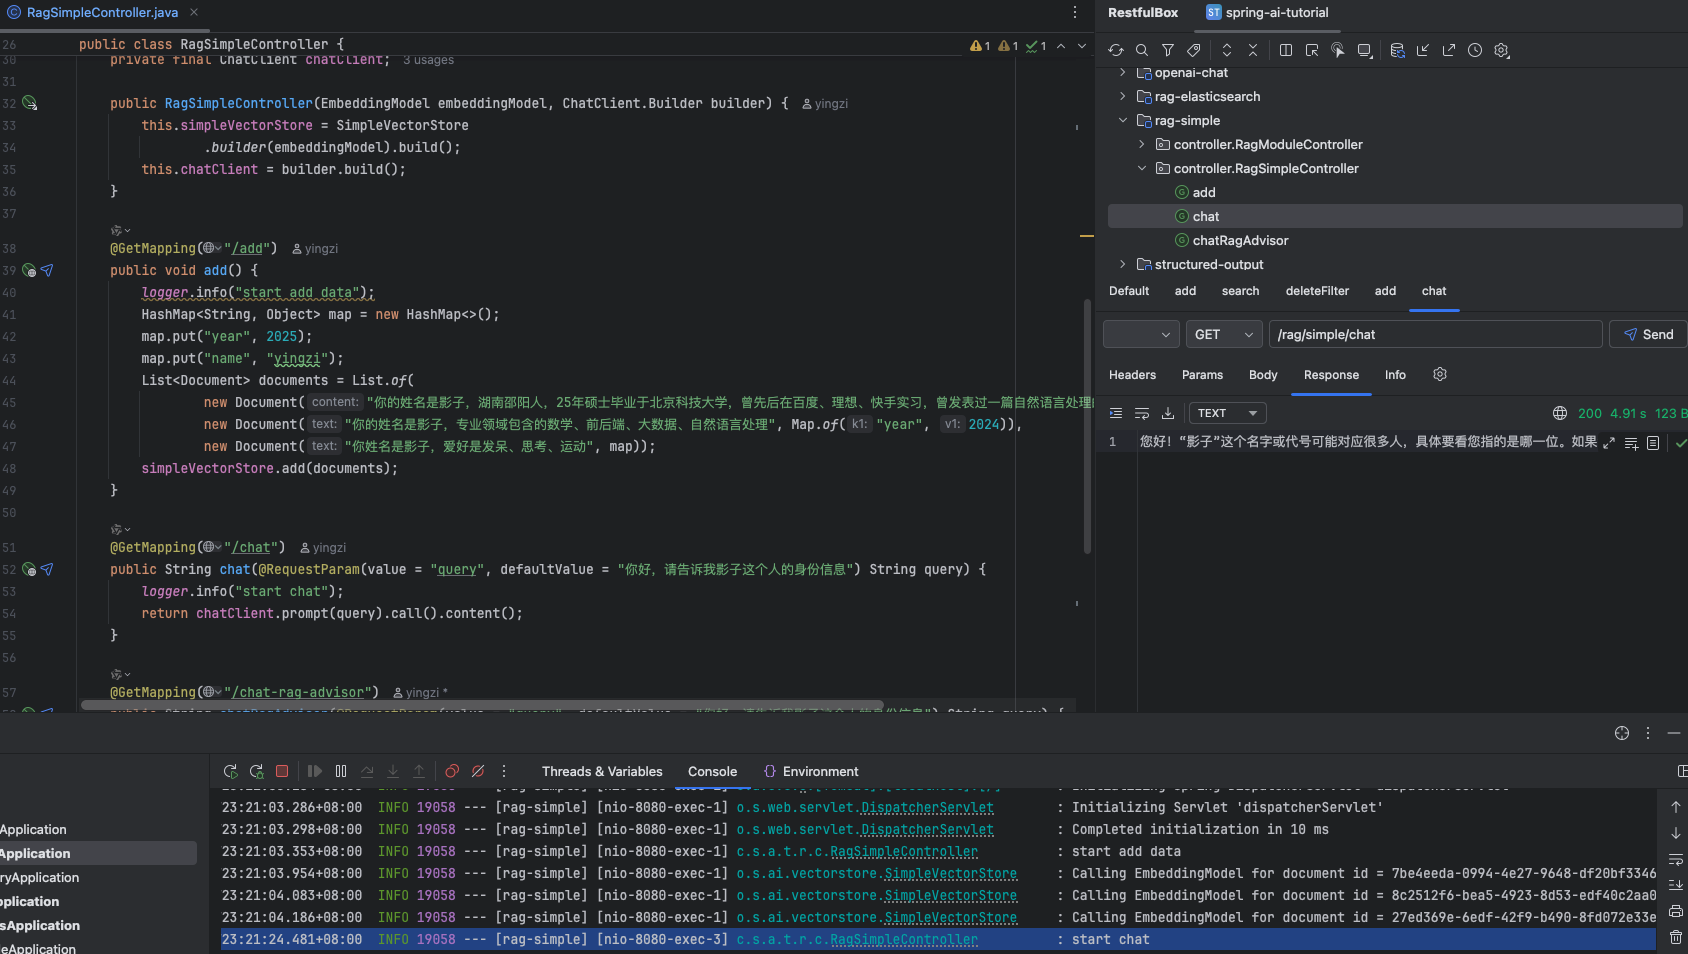 RagSimpleController.java
26 public class RagSimpleController {
1 1 1
30 private final ChatClient chatClient; 3 usages
31
32 public RagSimpleController(EmbeddingModel embeddingModel, ChatClient.Builder builder) { yingzi
33 this.simpleVectorStore = SimpleVectorStore
34 .builder(embeddingModel).build();
35 this.chatClient = builder.build();
36 }
37
38 @GetMapping("/add") yingzi
39 public void add() {
40 logger.info("start add data");
41 HashMap<String, Object> map = new HashMap<>();
42 map.put("year", 2025);
43 map.put("name", "yingzi");
44 List<Document> documents = List.of(
45 new Document( content: "你的姓名是影子，湖南邵阳人，25年硕士毕业于北京科技大学，曾先后在百度、理想、快手实习，曾发表过一篇自然语言处理
46 new Document( text: "你的姓名是影子，专业领域包含的数学、前后端、大数据、自然语言处理", Map.of( k1: "year", v1: 2024)),
47 new Document( text: "你姓名是影子，爱好是发呆、思考、运动", map));
48 simpleVectorStore.add(documents);
49 }
50
51 @GetMapping("/chat") yingzi
52 public String chat(@RequestParam(value = "query", defaultValue = "你好，请告诉我影子这个人的身份信息") String query) {
53 logger.info("start chat");
54 return chatClient.prompt(query).call().content();
55 }
56
57 @GetMapping("/chat-rag-advisor") yingzi *
RestfulBox
ST spring-ai-tutorial
openai-chat
rag-elasticsearch
rag-simple
controller.RagModuleController
controller.RagSimpleController
G add
G chat
G chatRagAdvisor
structured-output
Default add search deleteFilter add chat
GET /rag/simple/chat Send
Headers Params Body Response Info
TEXT 200 4.91 s 123 B
1 您好！“影子”这个名字或代号可能对应很多人，具体要看您指的是哪一位。如果
Threads & Variables Console Environment
Application
Application
ryApplication
pplication
sApplication
eApplication
23:21:03.286+08:00 INFO 19058 --- [rag-simple] [nio-8080-exec-1] o.s.web.servlet.DispatcherServlet : Initializing Servlet 'dispatcherServlet'
23:21:03.298+08:00 INFO 19058 --- [rag-simple] [nio-8080-exec-1] o.s.web.servlet.DispatcherServlet : Completed initialization in 10 ms
23:21:03.353+08:00 INFO 19058 --- [rag-simple] [nio-8080-exec-1] c.s.a.t.r.c.RagSimpleController : start add data
23:21:03.954+08:00 INFO 19058 --- [rag-simple] [nio-8080-exec-1] o.s.ai.vectorstore.SimpleVectorStore : Calling EmbeddingModel for document id = 7be4eeda-0994-4e27-9648-df20bf3346
23:21:04.083+08:00 INFO 19058 --- [rag-simple] [nio-8080-exec-1] o.s.ai.vectorstore.SimpleVectorStore : Calling EmbeddingModel for document id = 8c2512f6-bea5-4923-8d53-edf40c2aa0
23:21:04.186+08:00 INFO 19058 --- [rag-simple] [nio-8080-exec-1] o.s.ai.vectorstore.SimpleVectorStore : Calling EmbeddingModel for document id = 27ed369e-6edf-42f9-b490-8fd072e33e
23:21:24.481+08:00 INFO 19058 --- [rag-simple] [nio-8080-exec-3] c.s.a.t.r.c.RagSimpleController : start chat